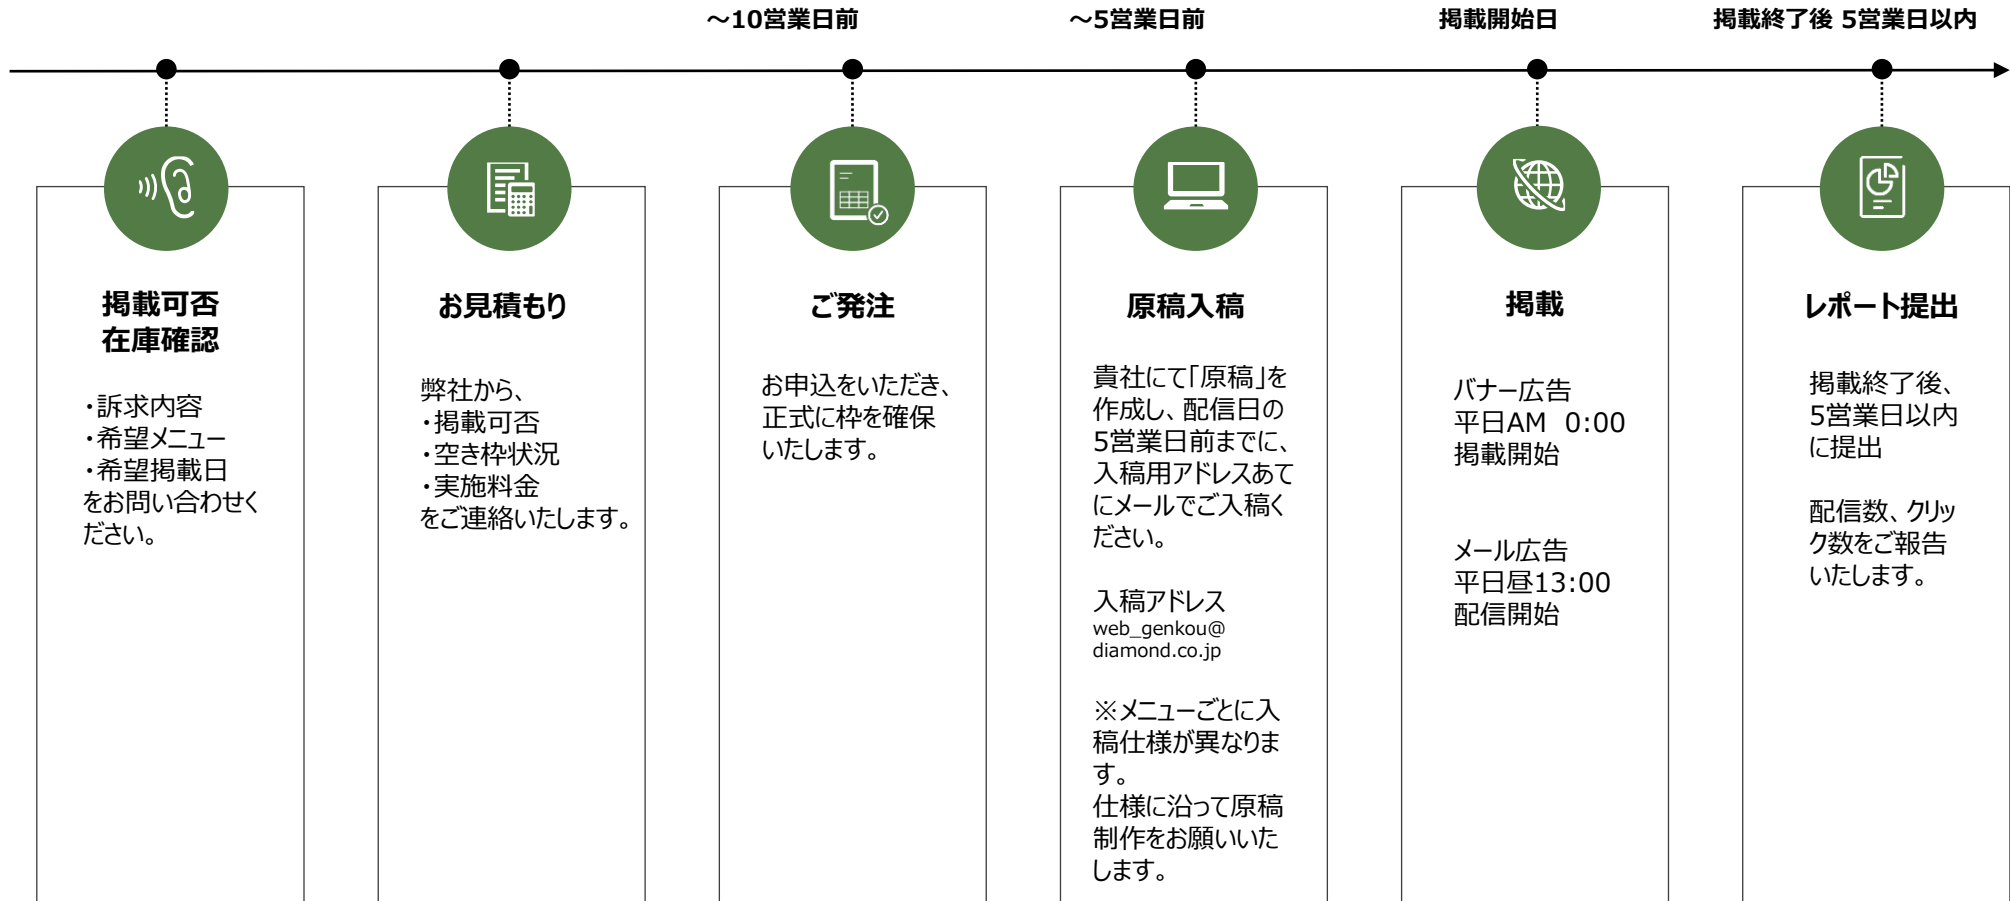 ～10営業日前
～5営業日前
掲載開始日
掲載終了後 5営業日以内
掲載可否
在庫確認
・訴求内容
・希望メニュー
・希望掲載日
をお問い合わせく
ださい。
お見積もり
弊社から、
・掲載可否
・空き枠状況
・実施料金
をご連絡いたします。
ご発注
お申込をいただき、
正式に枠を確保
いたします。
原稿入稿
貴社にて「原稿」を
作成し、配信日の
5営業日前までに、
入稿用アドレスあて
にメールでご入稿く
ださい。
入稿アドレス
web_genkou@
diamond.co.jp
※メニューごとに入
稿仕様が異なりま
す。
仕様に沿って原稿
制作をお願いいた
します。
掲載
バナー広告
平日AM　0:00
掲載開始
メール広告
平日昼13:00
配信開始
レポート提出
掲載終了後、
5営業日以内
に提出
配信数、クリッ
ク数をご報告
いたします。